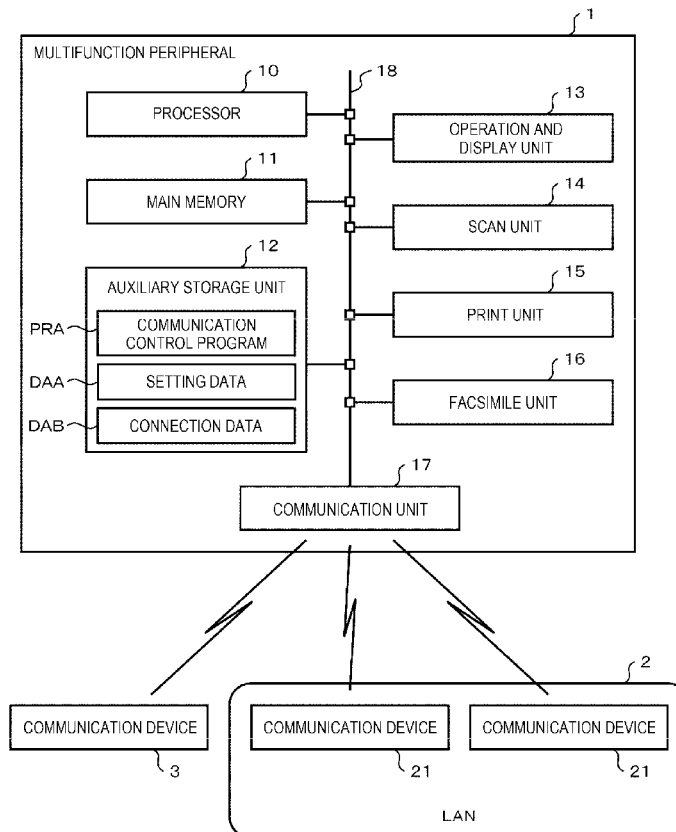 1
MULTIFUNCTION PERIPHERAL
10
PROCESSOR
18
13
OPERATION AND
DISPLAY UNIT
11
MAIN MEMORY
14
SCAN UNIT
12
AUXILIARY STORAGE UNIT
PRA
COMMUNICATION
CONTROL PROGRAM
DAA
SETTING DATA
DAB
CONNECTION DATA
15
PRINT UNIT
16
FACSIMILE UNIT
17
COMMUNICATION UNIT
2
COMMUNICATION DEVICE
3
COMMUNICATION DEVICE
21
COMMUNICATION DEVICE
21
LAN